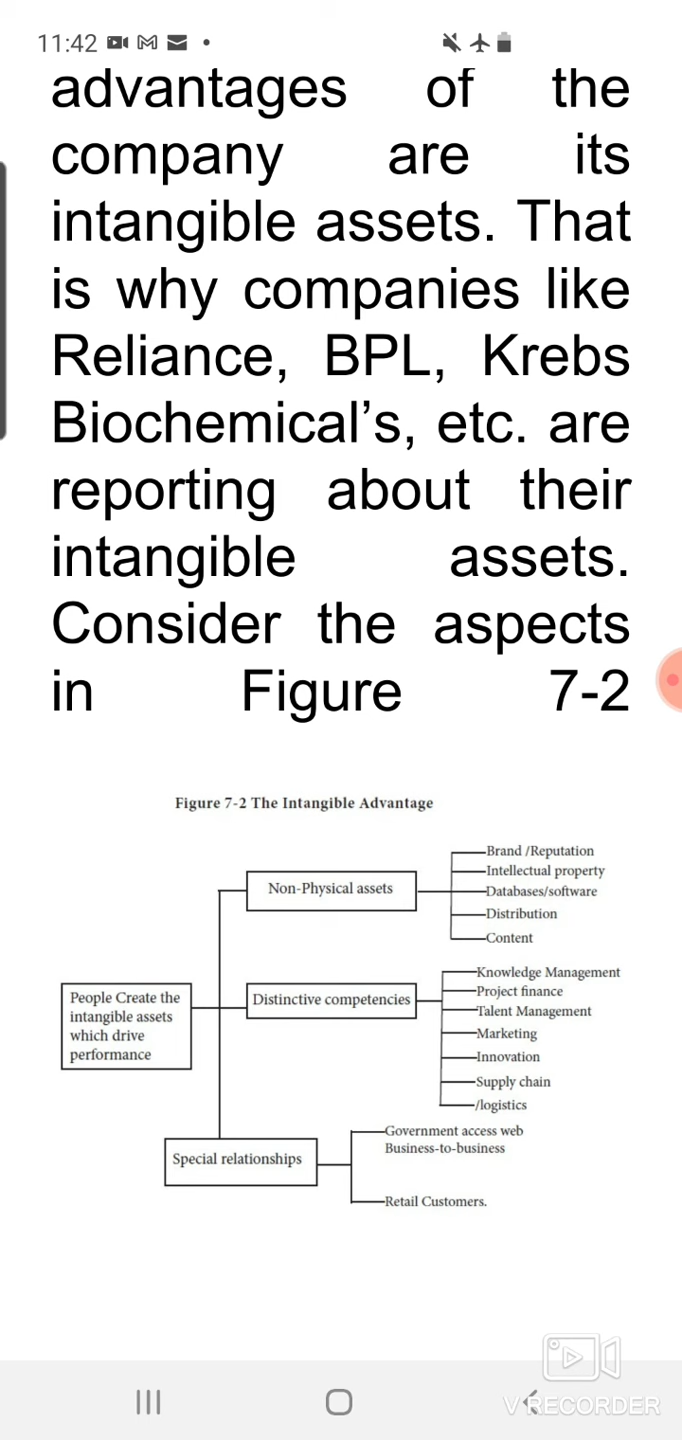 11:42
advantages of the
company are its
intangible assets. That
is why companies like
Reliance, BPL, Krebs
Biochemical’s, etc. are
reporting about their
intangible assets.
Consider the aspects
in Figure 7-2
Figure 7-2 The Intangible Advantage
People Create the
intangible assets
which drive
performance
Non-Physical assets
Brand /Reputation
Intellectual property
Databases/software
Distribution
Content
Distinctive competencies
Knowledge Management
Project finance
Talent Management
Marketing
Innovation
Supply chain
/logistics
Special relationships
Government access web
Business-to-business
Retail Customers.
V RECORDER